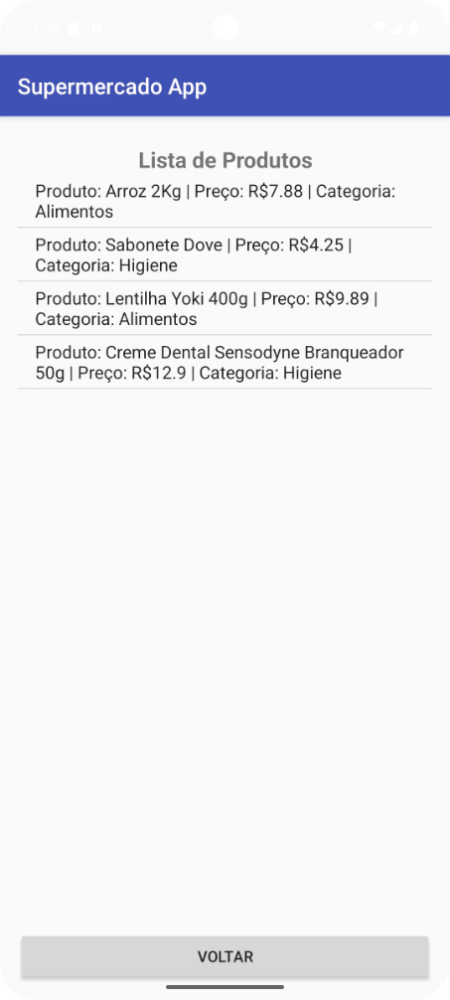 Supermercado App
Lista de Produtos
Produto: Arroz 2Kg | Preço: R$7.88 | Categoria:
Alimentos
Produto: Sabonete Dove | Preço: R$4.25 |
Categoria: Higiene
Produto: Lentilha Yoki 400g | Preço: R$9.89 |
Categoria: Alimentos
Produto: Creme Dental Sensodyne Branqueador
50g | Preço: R$12.9 | Categoria: Higiene
VOLTAR